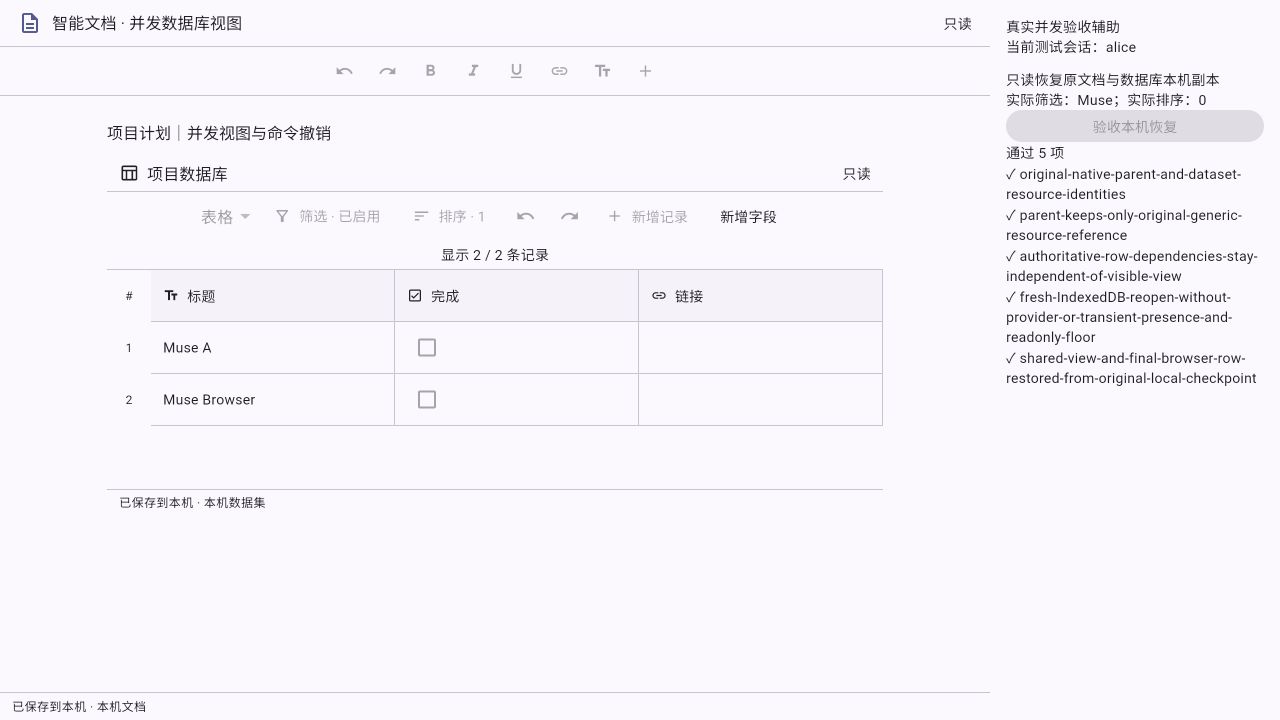 智能文档 · 并发数据库视图
只读
项目计划｜并发视图与命令撤销
项目数据库
只读
表格
筛选 · 已启用
排序 · 1
新增记录
新增字段
显示 2 / 2 条记录
# 标题 完成 链接
1 Muse A
2 Muse Browser
已保存到本机 · 本机数据集
已保存到本机 · 本机文档
真实并发验收辅助
当前测试会话：alice
只读恢复原文档与数据库本机副本
实际筛选：Muse；实际排序：0
验收本机恢复
通过 5 项
✓ original-native-parent-and-dataset-
resource-identities
✓ parent-keeps-only-original-generic-
resource-reference
✓ authoritative-row-dependencies-stay-
independent-of-visible-view
✓ fresh-IndexedDB-reopen-without-
provider-or-transient-presence-and-
readonly-floor
✓ shared-view-and-final-browser-row-
restored-from-original-local-checkpoint